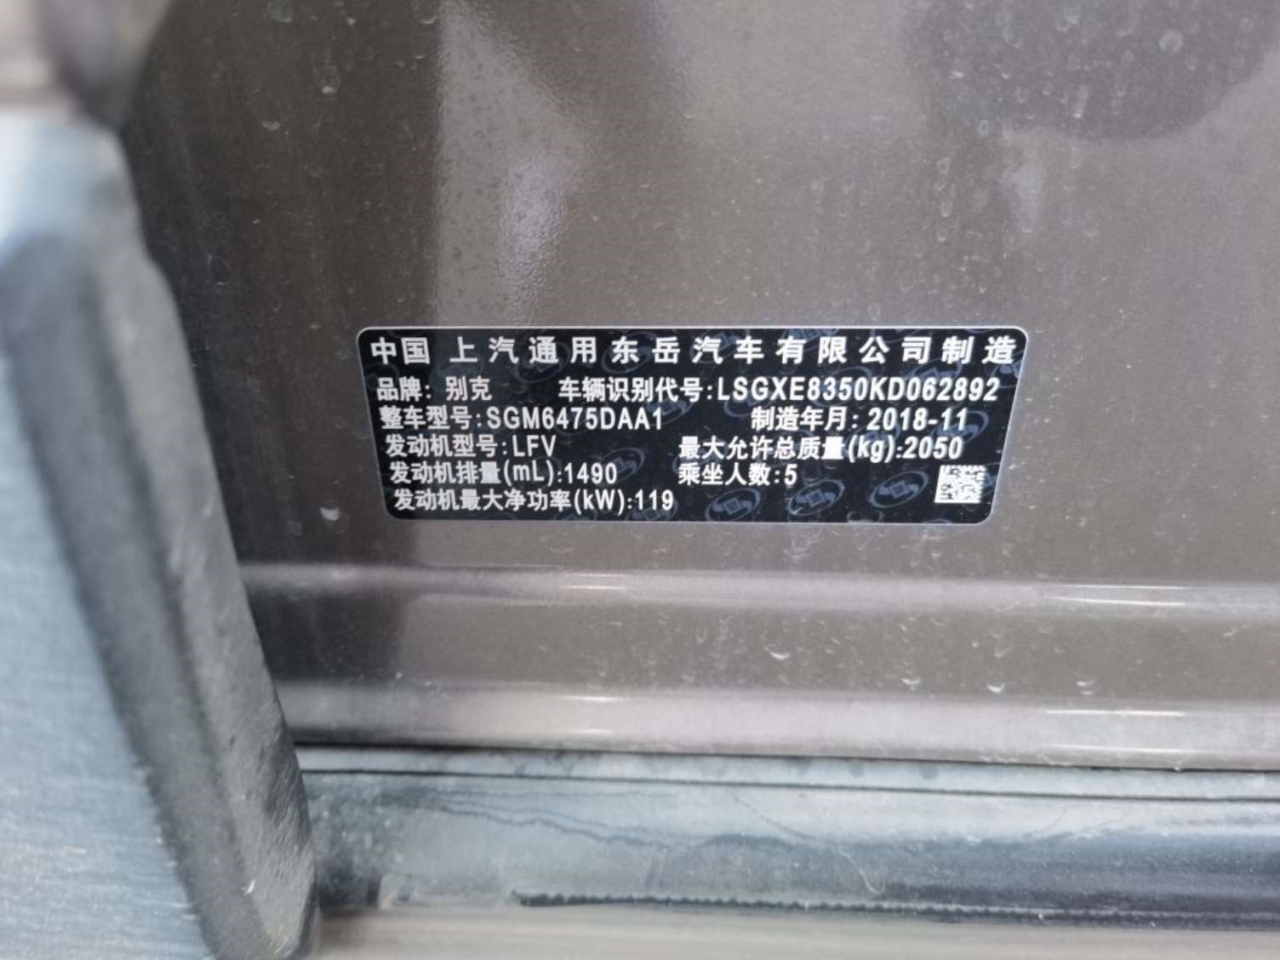 中国 上汽通用东岳汽车有限公司制造
品牌: 别克 车辆识别代号:LSGXE8350KD062892
整车型号:SGM6475DAA1 制造年月: 2018-11
发动机型号:LFV 最大允许总质量(kg):2050
发动机排量(mL):1490 乘坐人数:5
发动机最大净功率(kW):119